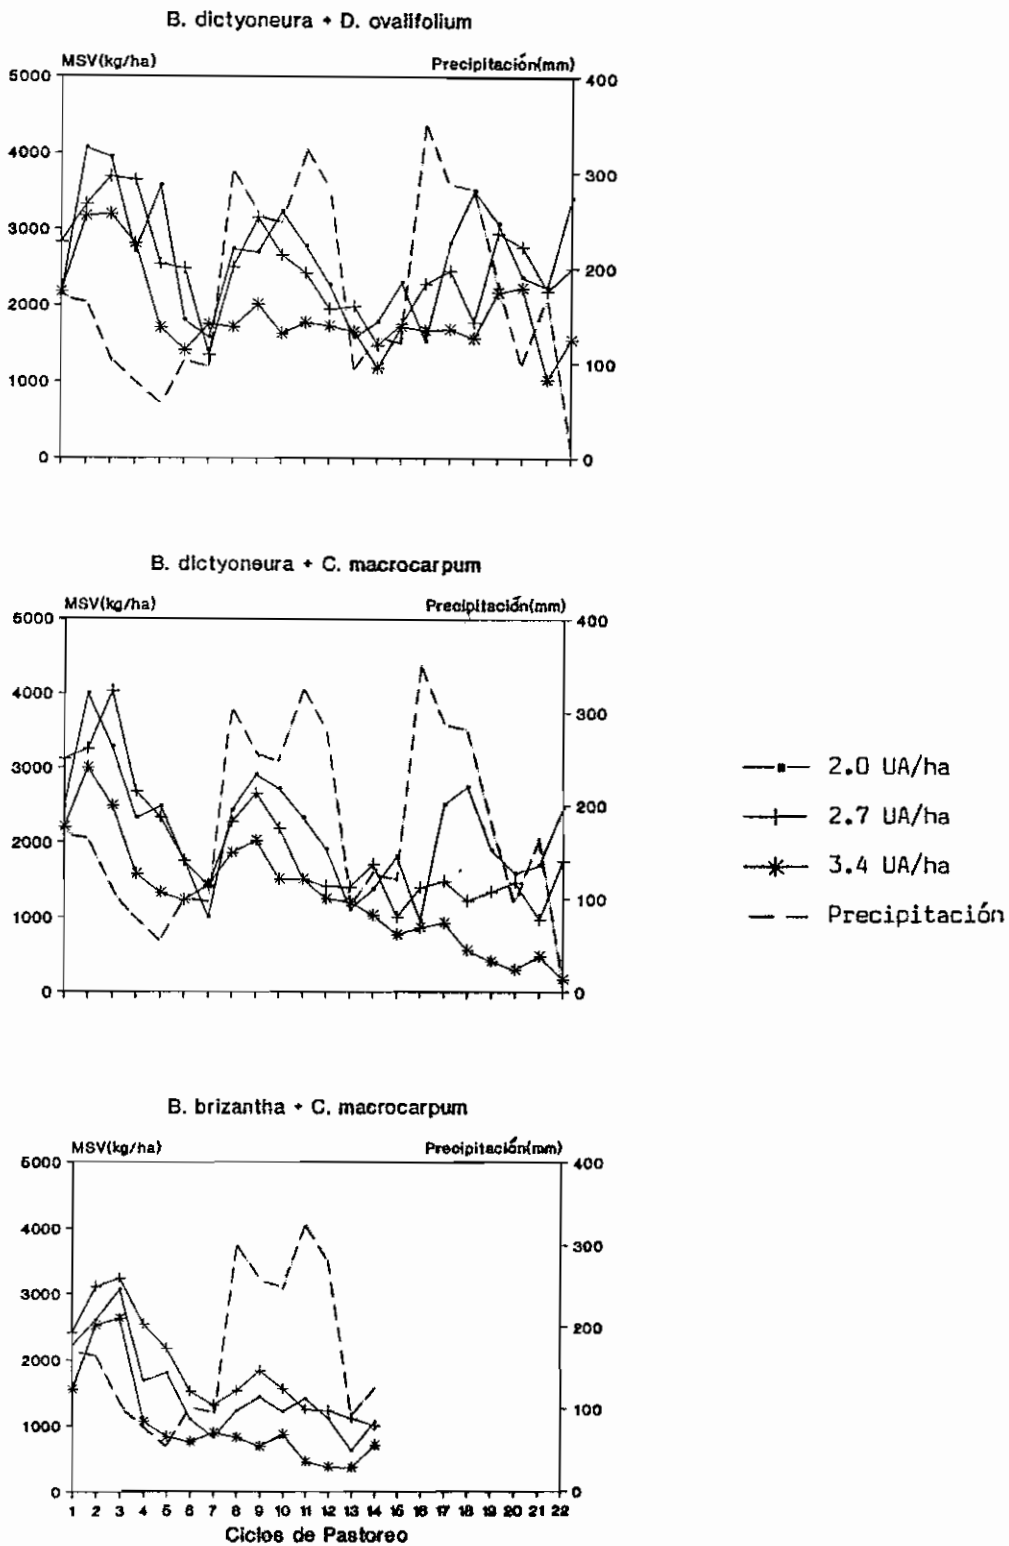 B. dictyoneura + D. ovalifolium
MSV(kg/ha) Precipitación(mm)
5000 400
4000
300
3000
200
2000
100
1000
0 0
B. dictyoneura + C. macrocarpum
MSV(kg/ha) Precipitación(mm)
5000 400
4000
300
3000
2.0 UA/ha
2.7 UA/ha
200
2000
3.4 UA/ha
Precipitación
100
1000
0 0
B. brizantha + C. macrocarpum
MSV(kg/ha) Precipitación(mm)
5000 400
4000
300
3000
200
2000
100
1000
0 0
1 2 3 4 5 6 7 8 9 10 11 12 13 14 15 16 17 18 19 20 21 22
Ciclos de Pastoreo